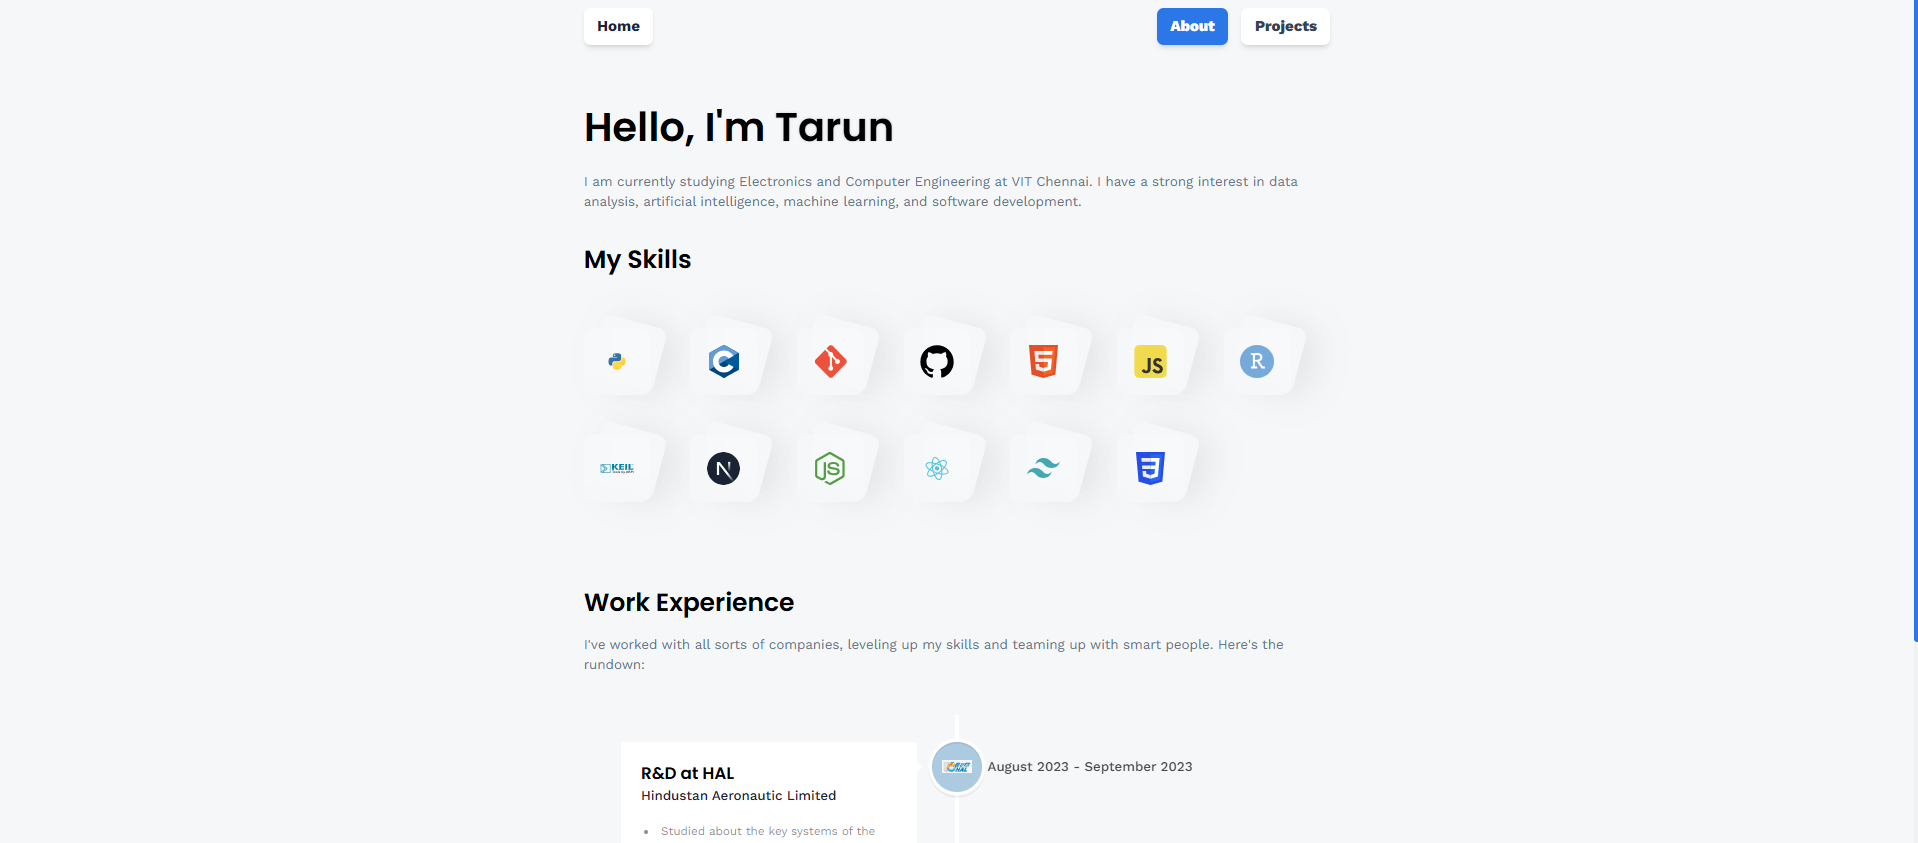 Home
About
Projects
Hello, I'm Tarun
I am currently studying Electronics and Computer Engineering at VIT Chennai. I have a strong interest in data
analysis, artificial intelligence, machine learning, and software development.
My Skills
C
5
JS
R
KEIL
N
JS
3
Work Experience
I've worked with all sorts of companies, leveling up my skills and teaming up with smart people. Here's the
rundown:
R&D at HAL
Hindustan Aeronautic Limited
HAL
August 2023 - September 2023
Studied about the key systems of the